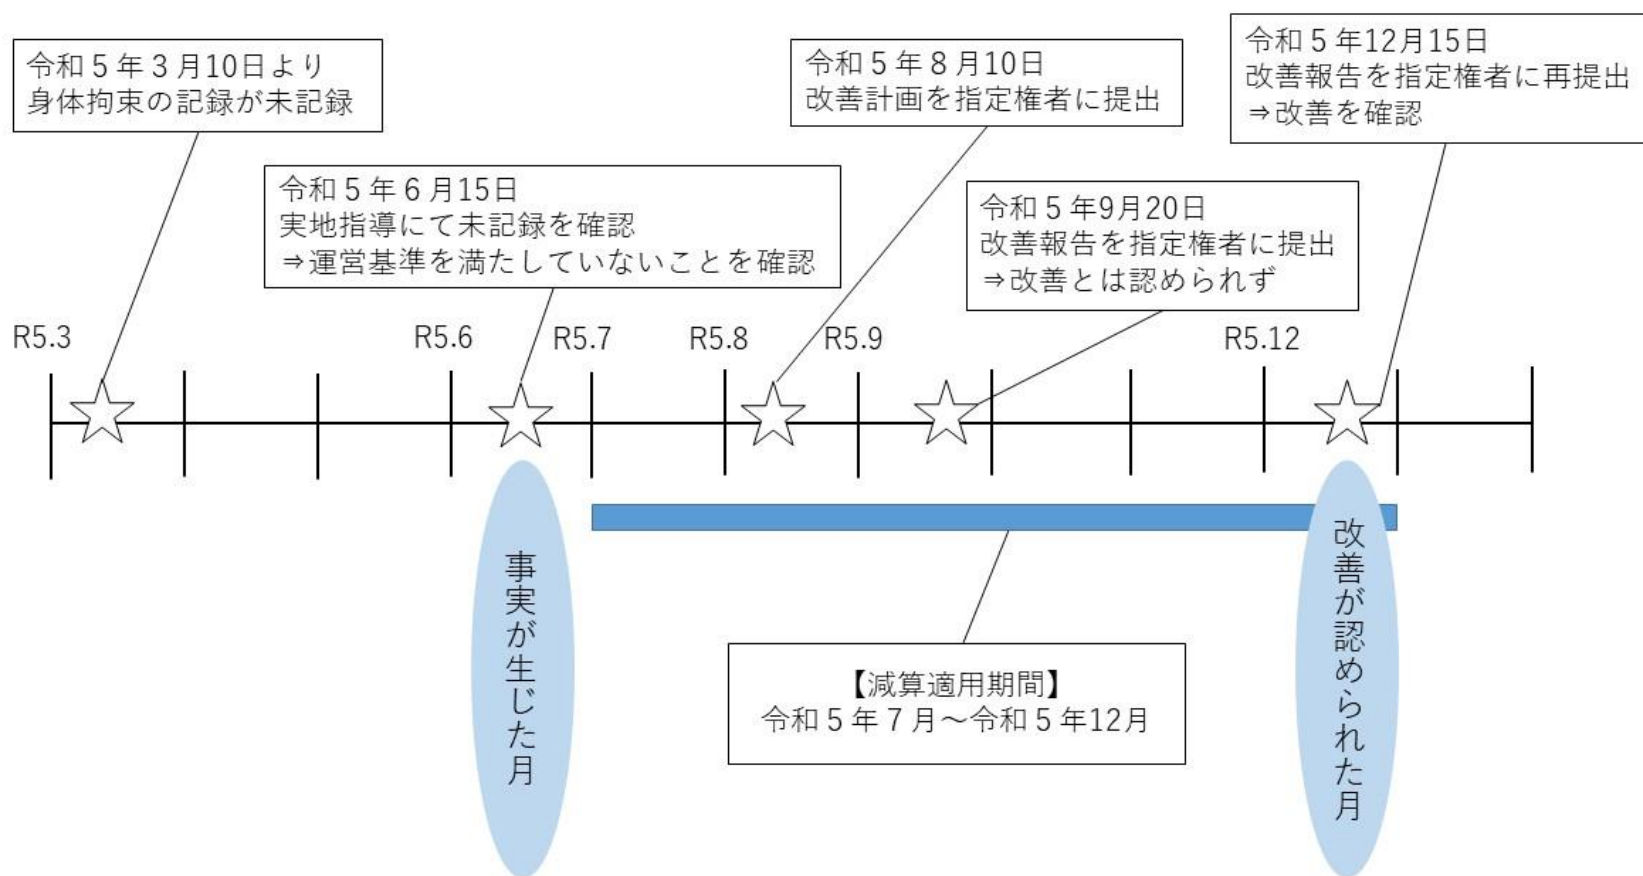 令和５年３月10日より
身体拘束の記録が未記録
令和５年６月15日
実地指導にて未記録を確認
⇒運営基準を満たしていないことを確認
令和５年８月10日
改善計画を指定権者に提出
令和５年9月20日
改善報告を指定権者に提出
⇒改善とは認められず
令和５年12月15日
改善報告を指定権者に再提出
⇒改善を確認
R5.3
R5.6
R5.7
R5.8
R5.9
R5.12
事実が生じた月
【減算適用期間】
令和５年７月～令和５年12月
改善が認められた月